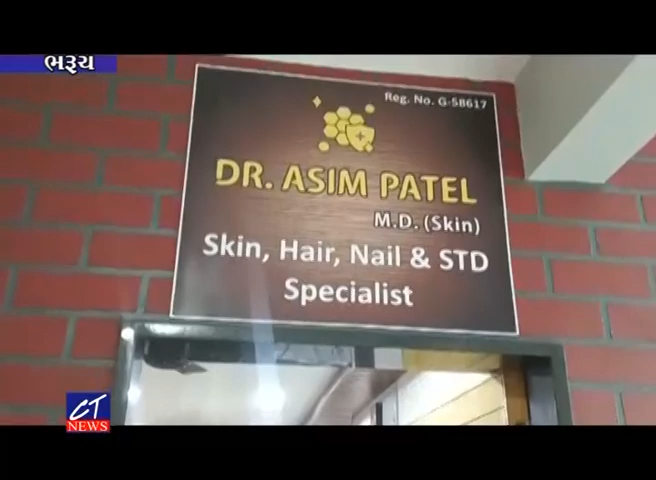 ભરૂચ
Reg. No. G-58617
DR. ASIM PATEL
M.D. (Skin)
Skin, Hair, Nail & STD
Specialist
CT
NEWS